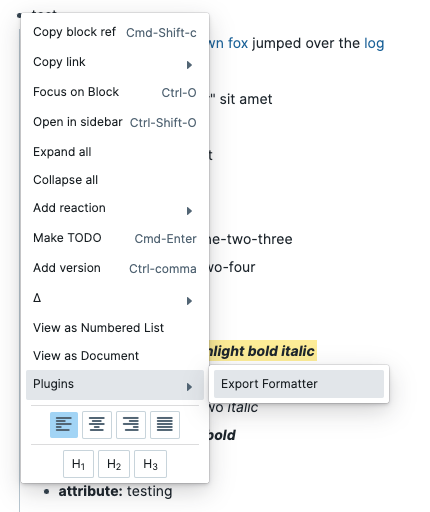 Copy block ref Cmd-Shift-c
wn fox jumped over the log
Copy link
Focus on Block Ctrl-O
" sit amet
Open in sidebar Ctrl-Shift-O
Expand all
t
Collapse all
Add reaction
Make TODO Cmd-Enter
ne-two-three
Add version Ctrl-comma
wo-four
Δ
View as Numbered List
hlight bold italic
View as Document
Plugins
Export Formatter
wo italic
bold
H1 H2 H3
attribute: testing